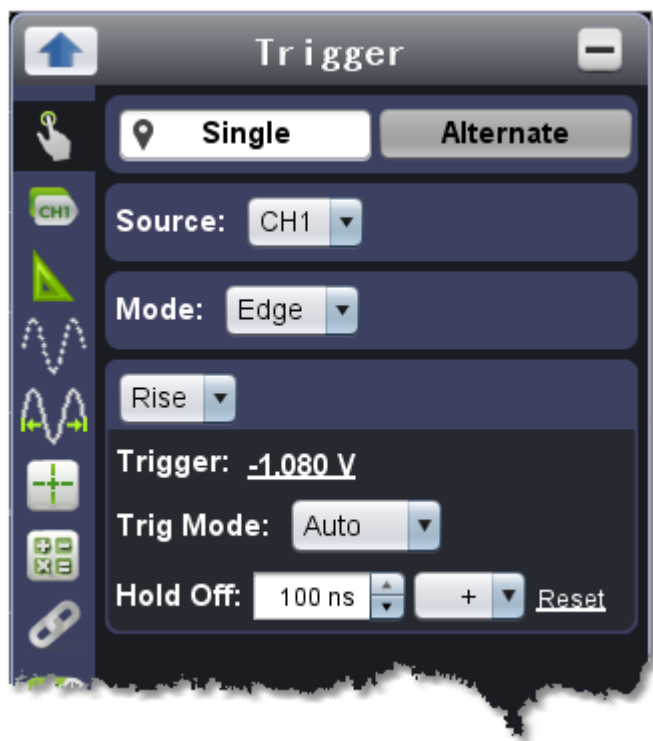 Trigger
Single Alternate
CH1
Source: CH1
Mode: Edge
Rise
Trigger: -1.080 V
Trig Mode: Auto
Hold Off: 100 ns + Reset